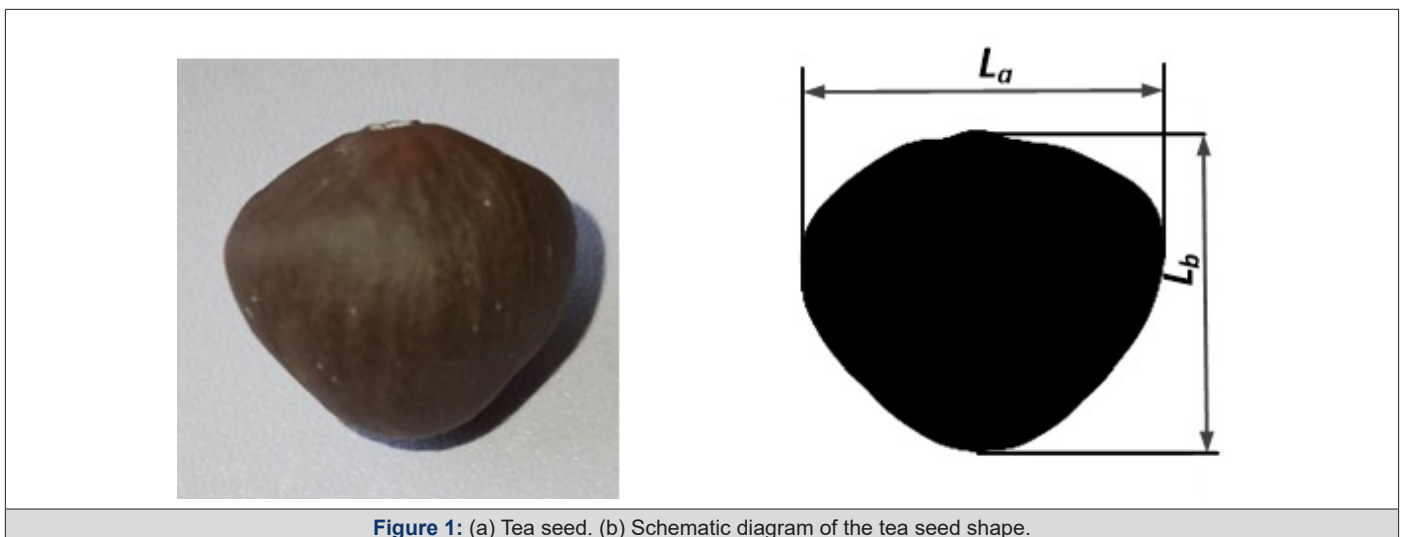 La
Lb
Figure 1: (a) Tea seed. (b) Schematic diagram of the tea seed shape.